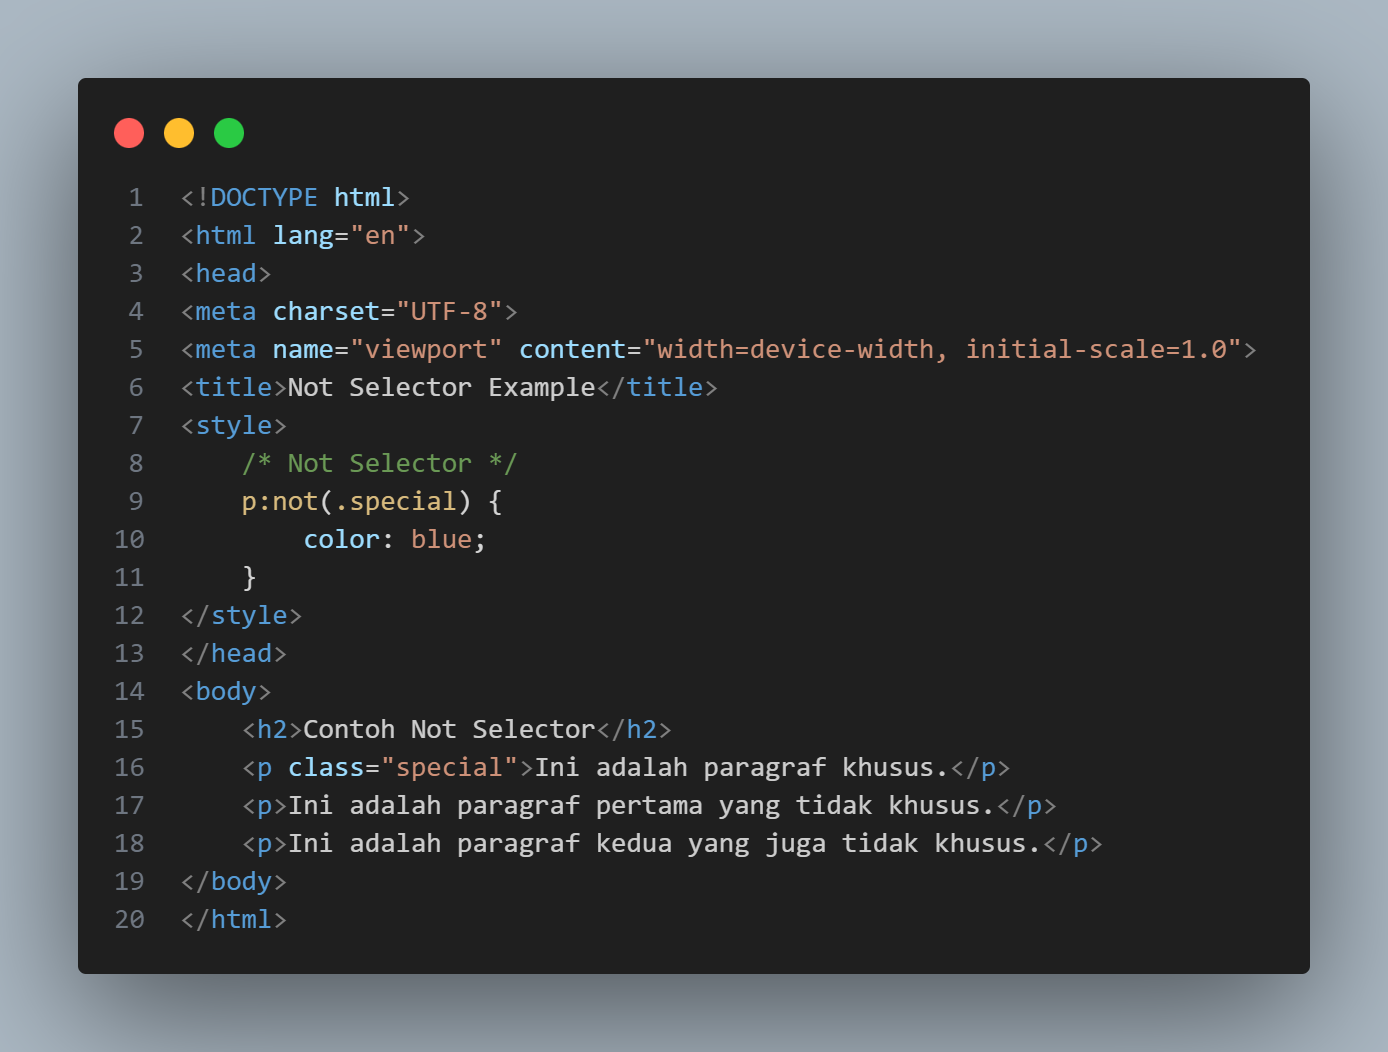 1 <!DOCTYPE html>
2 <html lang="en">
3 <head>
4 <meta charset="UTF-8">
5 <meta name="viewport" content="width=device-width, initial-scale=1.0">
6 <title>Not Selector Example</title>
7 <style>
8     /* Not Selector */
9     p:not(.special) {
10         color: blue;
11     }
12 </style>
13 </head>
14 <body>
15     <h2>Contoh Not Selector</h2>
16     <p class="special">Ini adalah paragraf khusus.</p>
17     <p>Ini adalah paragraf pertama yang tidak khusus.</p>
18     <p>Ini adalah paragraf kedua yang juga tidak khusus.</p>
19 </body>
20 </html>